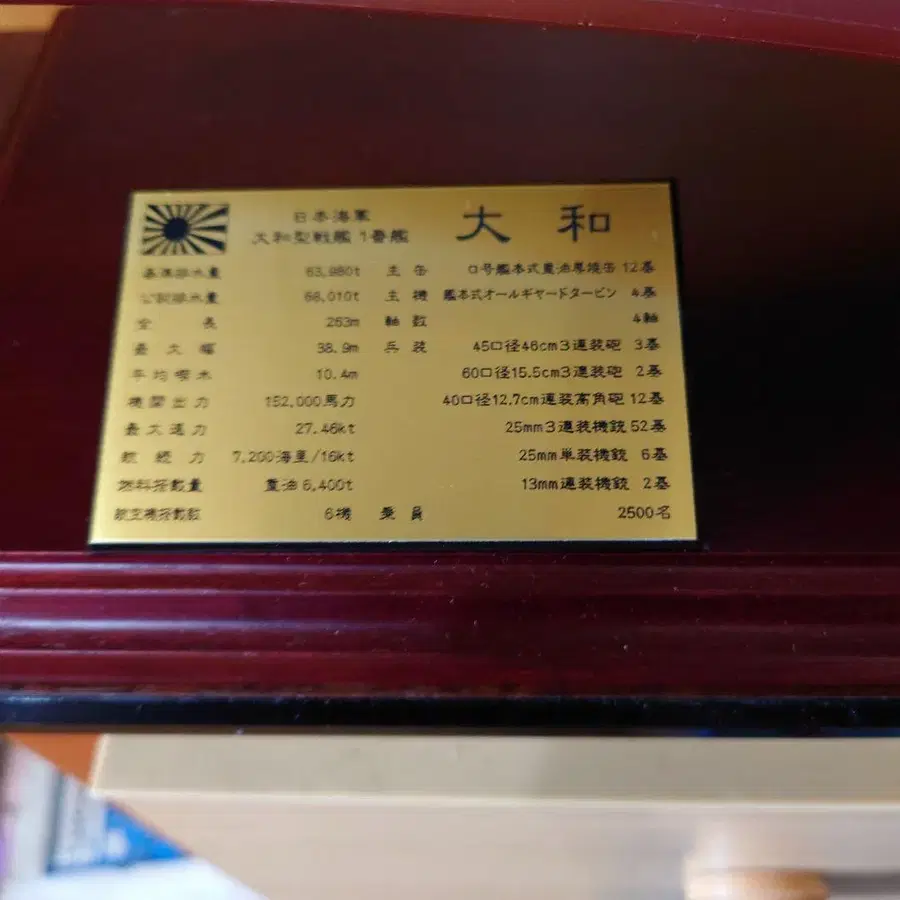 日本海軍
大和型戦艦 1番艦 大和
基準排水量 63,980t 主缶 ロ号艦本式重油専焼缶 12基
公試排水量 68,010t 主機 艦本式オールギヤードタービン 4基
全長 263m 軸数 4軸
最大幅 38.9m 兵装 45口径46cm3連装砲 3基
平均喫水 10.4m 60口径15.5cm3連装砲 2基
機関出力 152,000馬力 40口径12.7cm連装高角砲 12基
最大速力 27.46kt 25mm3連装機銃 52基
航続力 7,200海里/16kt 25mm単装機銃 6基
燃料搭載量 重油 6,400t 13mm連装機銃 2基
航空機搭載数 6機 乗員 2500名